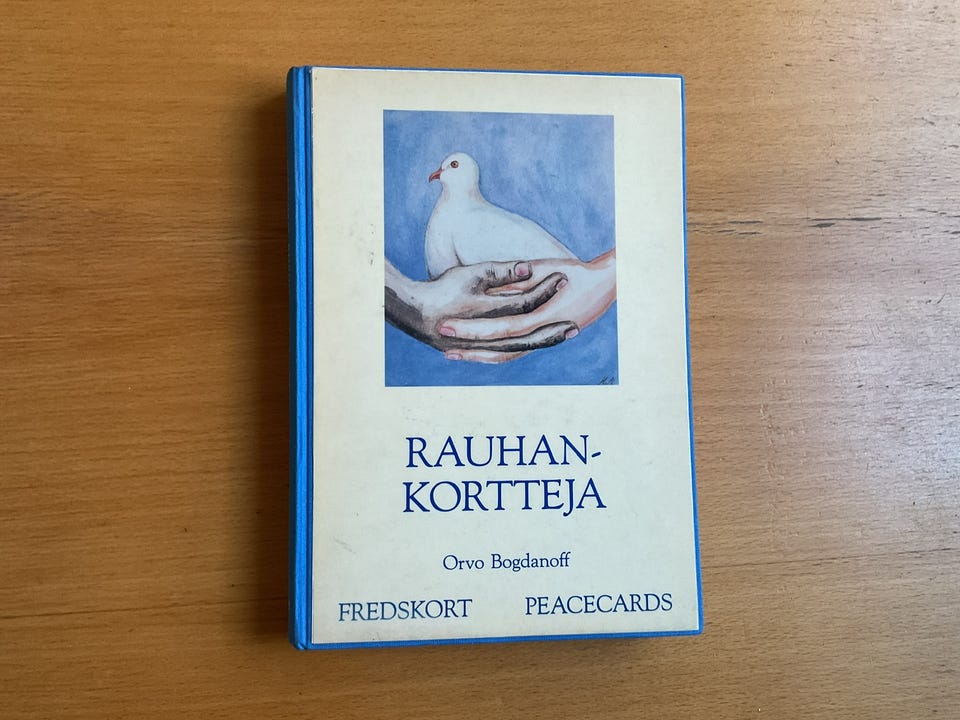 RAUHAN-
KORTTEJA
Orvo Bogdanoff
FREDSKORT PEACECARDS